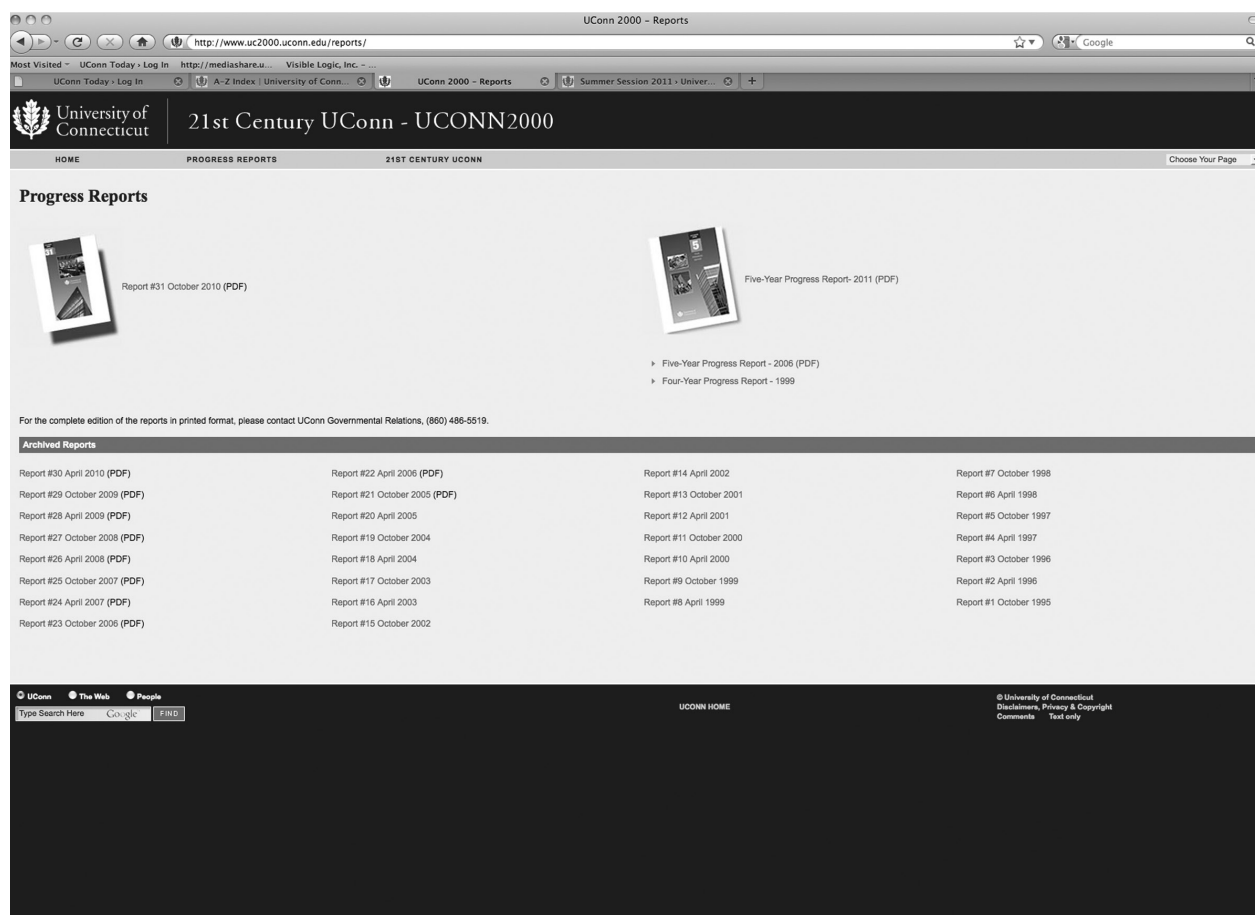 UConn 2000 – Reports
http://www.uc2000.uconn.edu/reports/
Google
Most Visited UConn Today › Log In http://mediashare.u... Visible Logic, Inc. – ...
UConn Today › Log In A–Z Index | University of Conn... UConn 2000 – Reports Summer Session 2011 › Univer... +
University of
Connecticut
21st Century UConn - UCONN2000
HOME PROGRESS REPORTS 21ST CENTURY UCONN Choose Your Page
Progress Reports
31
Report #31 October 2010 (PDF)
5
Five-Year Progress Report- 2011 (PDF)
Five-Year Progress Report - 2006 (PDF)
Four-Year Progress Report - 1999
For the complete edition of the reports in printed format, please contact UConn Governmental Relations, (860) 486-5519.
Archived Reports
Report #30 April 2010 (PDF)
Report #29 October 2009 (PDF)
Report #28 April 2009 (PDF)
Report #27 October 2008 (PDF)
Report #26 April 2008 (PDF)
Report #25 October 2007 (PDF)
Report #24 April 2007 (PDF)
Report #23 October 2006 (PDF)
Report #22 April 2006 (PDF)
Report #21 October 2005 (PDF)
Report #20 April 2005
Report #19 October 2004
Report #18 April 2004
Report #17 October 2003
Report #16 April 2003
Report #15 October 2002
Report #14 April 2002
Report #13 October 2001
Report #12 April 2001
Report #11 October 2000
Report #10 April 2000
Report #9 October 1999
Report #8 April 1999
Report #7 October 1998
Report #6 April 1998
Report #5 October 1997
Report #4 April 1997
Report #3 October 1996
Report #2 April 1996
Report #1 October 1995
UConn The Web People
Type Search Here Google FIND
UCONN HOME
© University of Connecticut
Disclaimers, Privacy & Copyright
Comments Text only